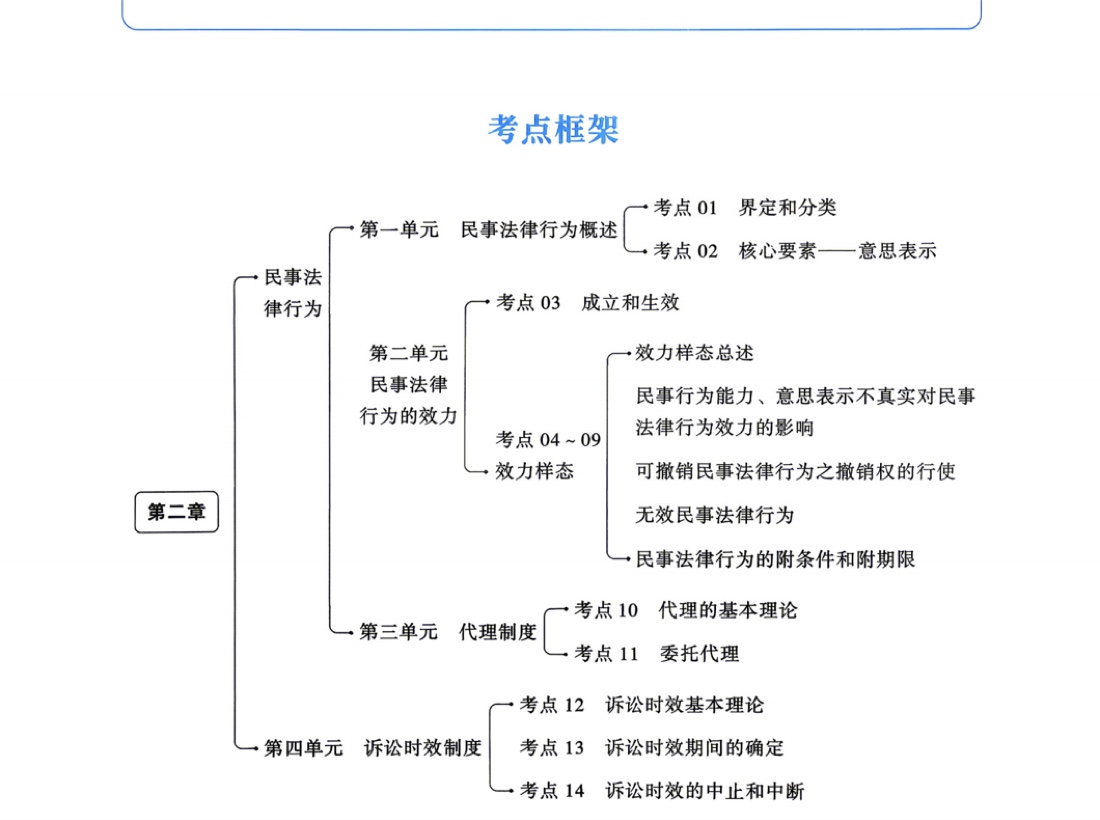 考点框架
第一单元 民事法律行为概述
考点 01 界定和分类
考点 02 核心要素——意思表示
民事法
律行为
第二单元
民事法律
行为的效力
考点 03 成立和生效
考点 04 ~ 09
效力样态
效力样态总述
民事行为能力、意思表示不真实对民事
法律行为效力的影响
可撤销民事法律行为之撤销权的行使
无效民事法律行为
民事法律行为的附条件和附期限
第二章
第三单元 代理制度
考点 10 代理的基本理论
考点 11 委托代理
第四单元 诉讼时效制度
考点 12 诉讼时效基本理论
考点 13 诉讼时效期间的确定
考点 14 诉讼时效的中止和中断